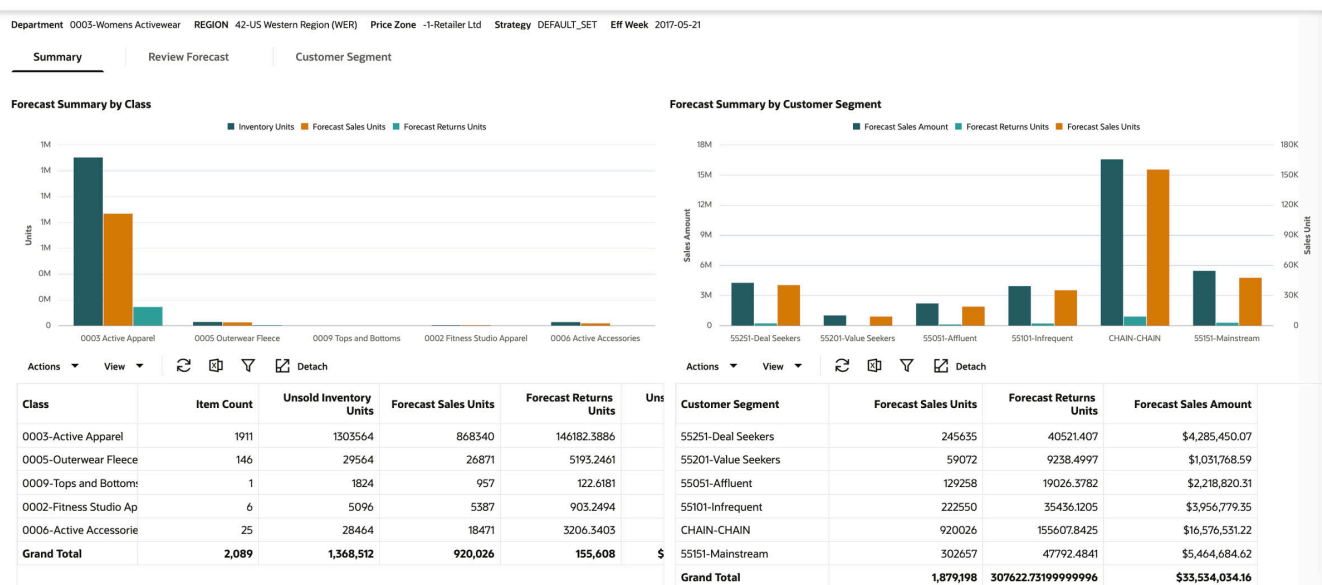 Department 0003-Womens Activewear REGION 42-US Western Region (WER) Price Zone -1-Retailer Ltd Strategy DEFAULT_SET Eff Week 2017-05-21
Summary Review Forecast Customer Segment
Forecast Summary by Class
Inventory Units Forecast Sales Units Forecast Returns Units
1M
1M
1M
1M
1M
0M
0M
0
Units
0003 Active Apparel 0005 Outerwear Fleece 0009 Tops and Bottoms 0002 Fitness Studio Apparel 0006 Active Accessories
Actions View Detach
Class Item Count Unsold Inventory Units Forecast Sales Units Forecast Returns Units Uns
0003-Active Apparel 1911 1303564 868340 146182.3886
0005-Outerwear Fleece 146 29564 26871 5193.2461
0009-Tops and Bottoms 1 1824 957 122.6181
0002-Fitness Studio Ap 6 5096 5387 903.2494
0006-Active Accessorie 25 28464 18471 3206.3403
Grand Total 2,089 1,368,512 920,026 155,608 $
Forecast Summary by Customer Segment
Forecast Sales Amount Forecast Returns Units Forecast Sales Units
18M 180K
15M 150K
12M 120K
9M 90K
6M 60K
3M 30K
0 0
Sales Amount
Sales Unit
55251-Deal Seekers 55201-Value Seekers 55051-Affluent 55101-Infrequent CHAIN-CHAIN 55151-Mainstream
Actions View Detach
Customer Segment Forecast Sales Units Forecast Returns Units Forecast Sales Amount
55251-Deal Seekers 245635 40521.407 $4,285,450.07
55201-Value Seekers 59072 9238.4997 $1,031,768.59
55051-Affluent 129258 19026.3782 $2,218,820.31
55101-Infrequent 222550 35436.1205 $3,956,779.35
CHAIN-CHAIN 920026 155607.8425 $16,576,531.22
55151-Mainstream 302657 47792.4841 $5,464,684.62
Grand Total 1,879,198 307622.73199999996 $33,534,034.16